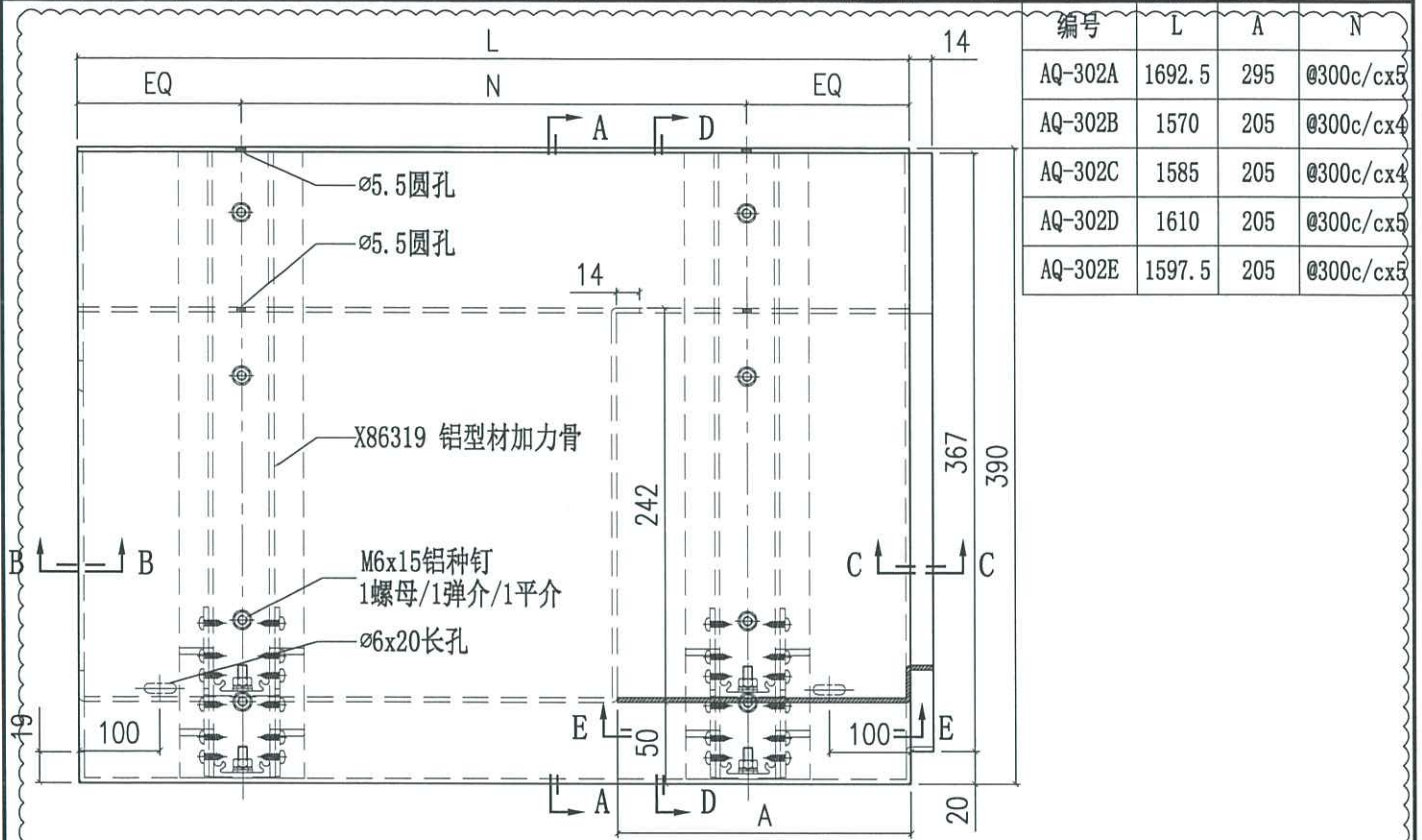 编号 L A N
AQ-302A 1692.5 295 @300c/cx5
AQ-302B 1570 205 @300c/cx4
AQ-302C 1585 205 @300c/cx4
AQ-302D 1610 205 @300c/cx5
AQ-302E 1597.5 205 @300c/cx5
L 14
EQ N EQ
A D
⌀5.5圆孔
⌀5.5圆孔
14
X86319 铝型材加力骨
242
367
390
B B
C C
M6x15铝种钉
1螺母/1弹介/1平介
⌀6x20长孔
19
100
E
50
100
E
A D
A
20